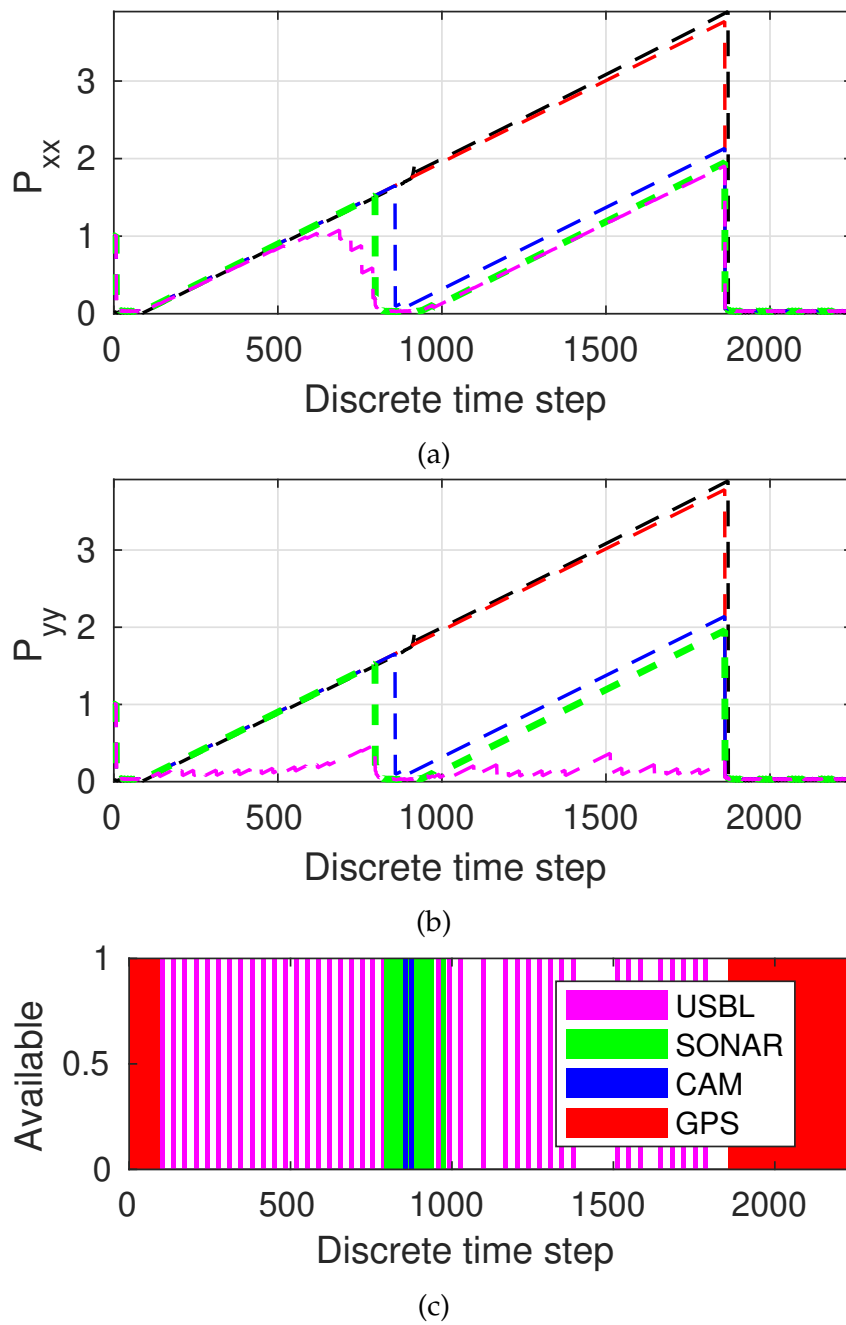 3
2
1
0
P xx
0 500 1000 1500 2000
Discrete time step
(a)
3
2
1
0
P yy
0 500 1000 1500 2000
Discrete time step
(b)
1
0.5
0
Available
USBL
SONAR
CAM
GPS
0 500 1000 1500 2000
Discrete time step
(c)